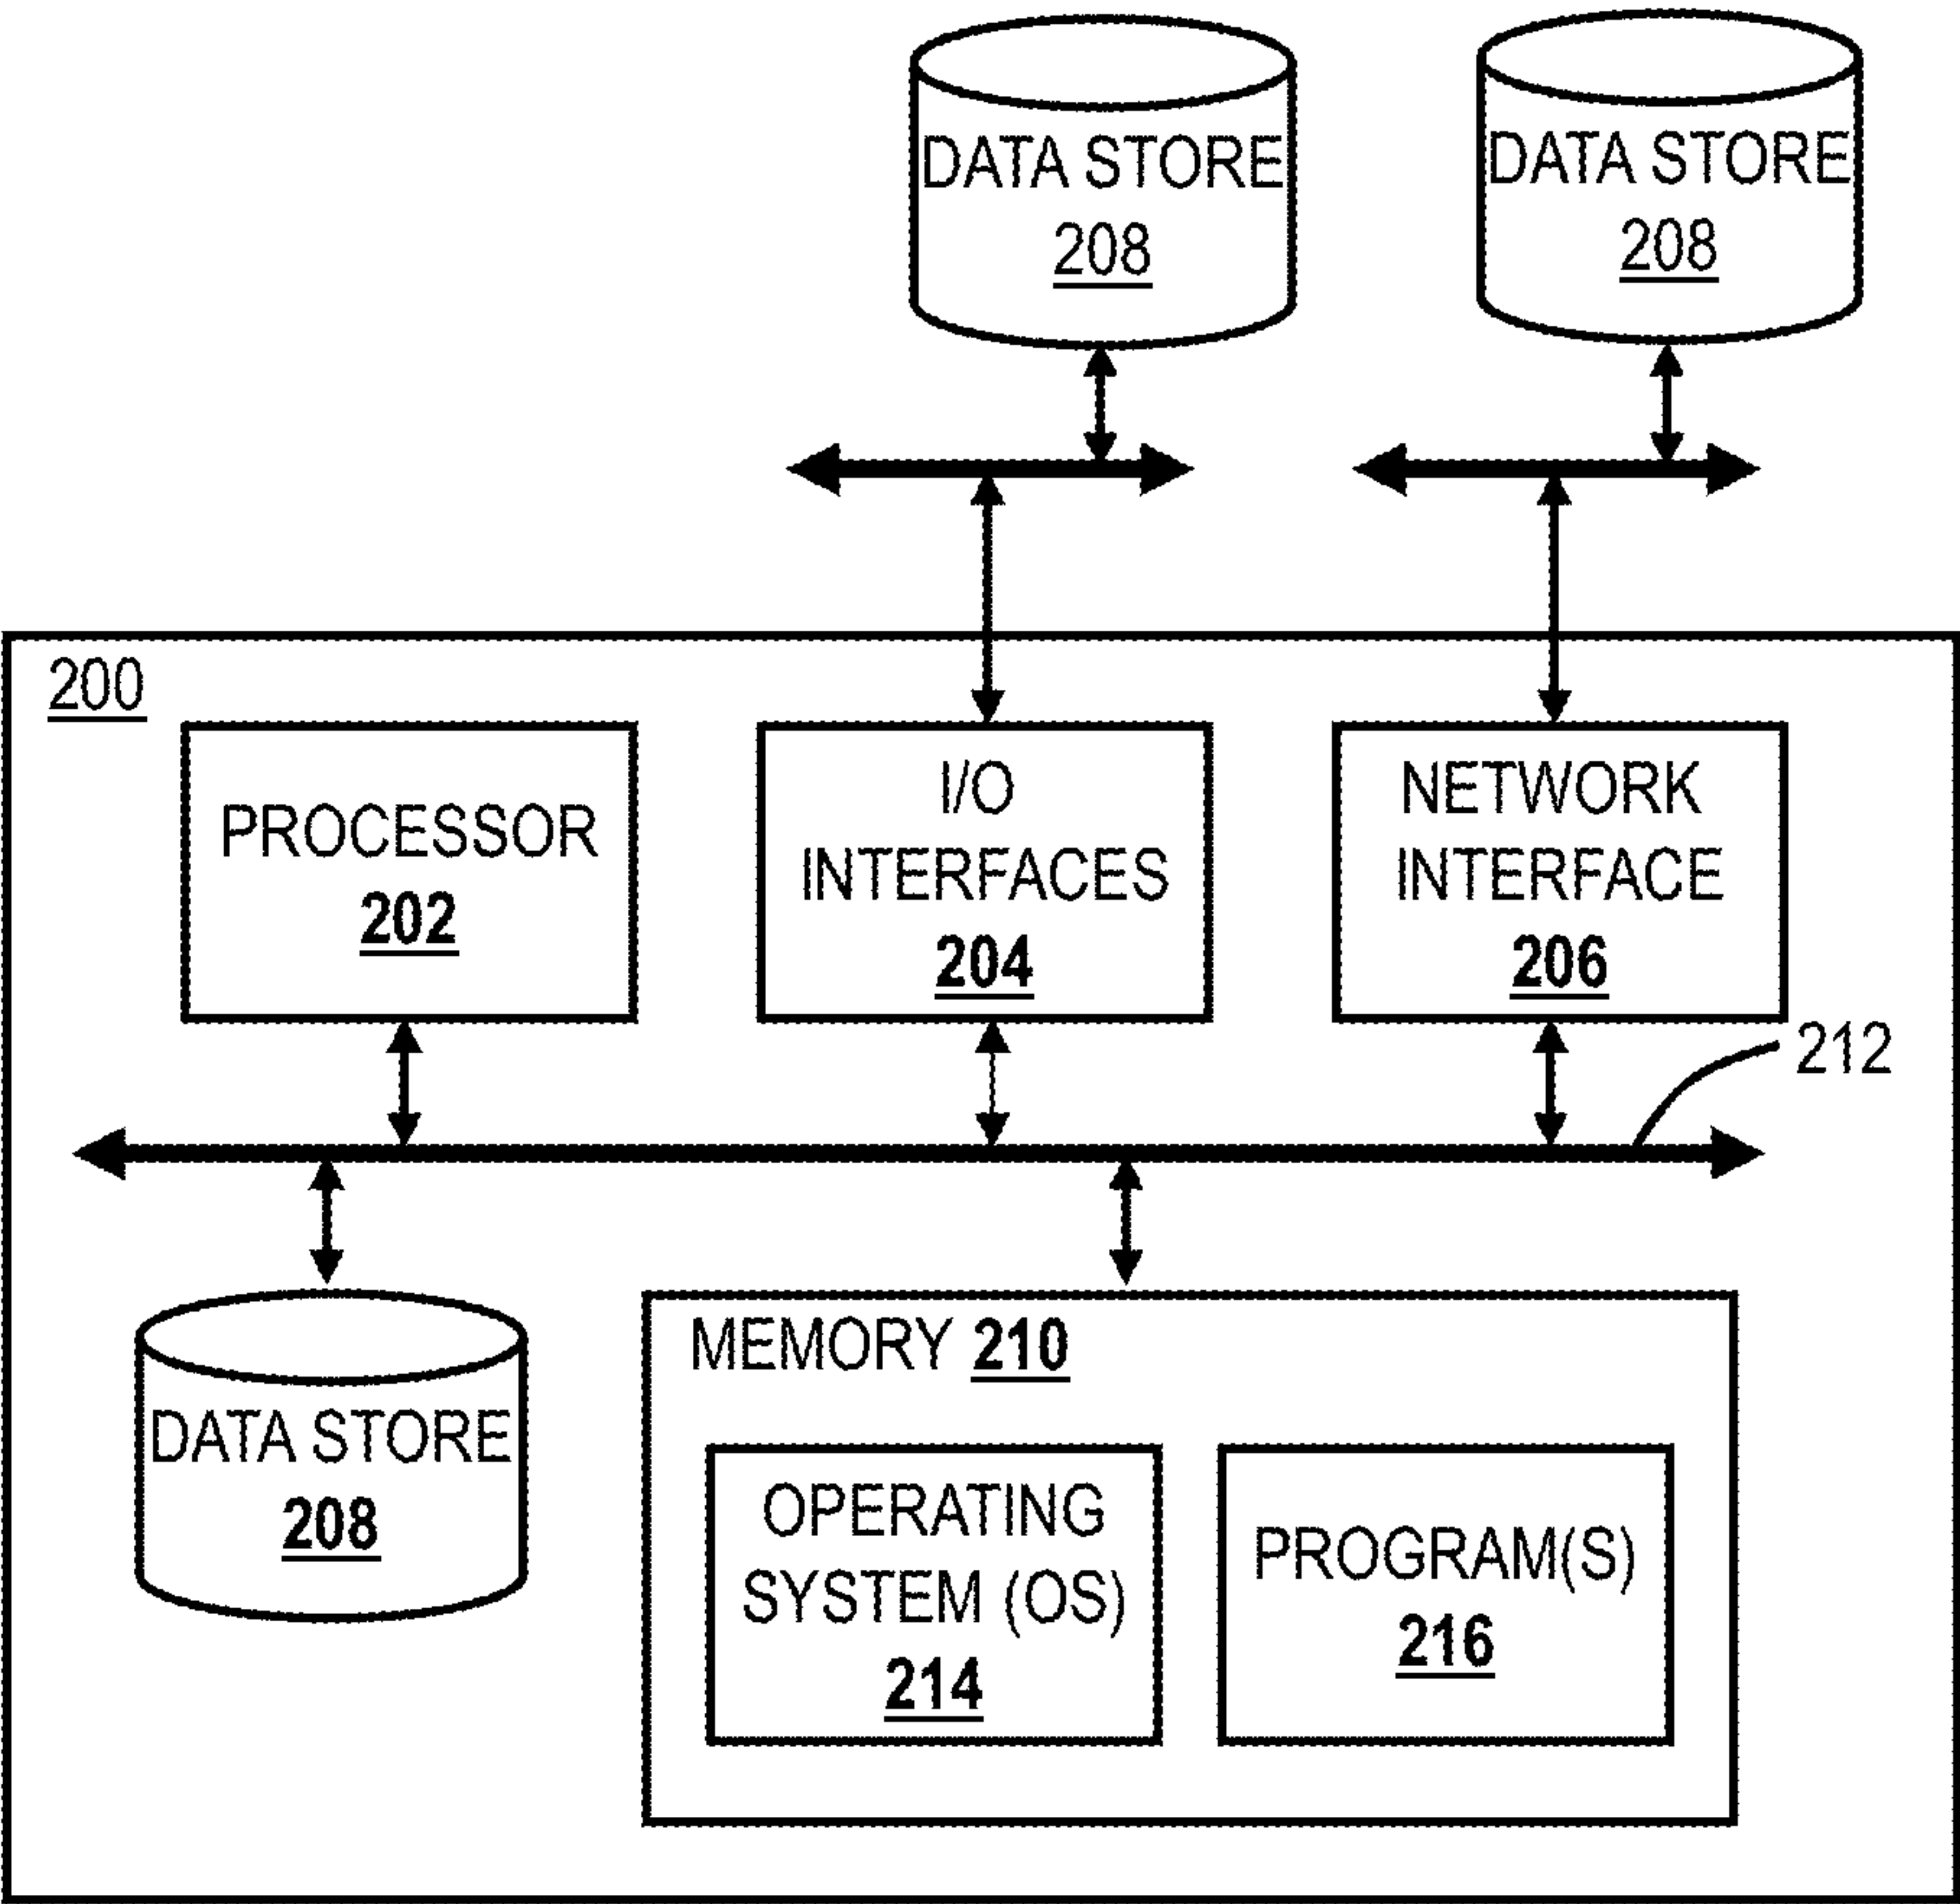 DATA STORE
208
DATA STORE
208
200
PROCESSOR
202
I/O
INTERFACES
204
NETWORK
INTERFACE
206
212
DATA STORE
208
MEMORY 210
OPERATING
SYSTEM (OS)
214
PROGRAM(S)
216